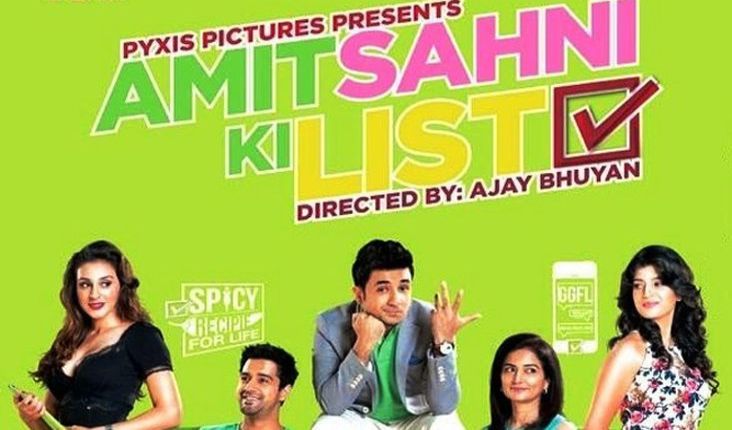 PYXIS PICTURES PRESENTS
AMIT SAHNI
KI LIST
DIRECTED BY: AJAY BHUYAN
SPICY
RECIPIE
FOR LIFE
GGFL